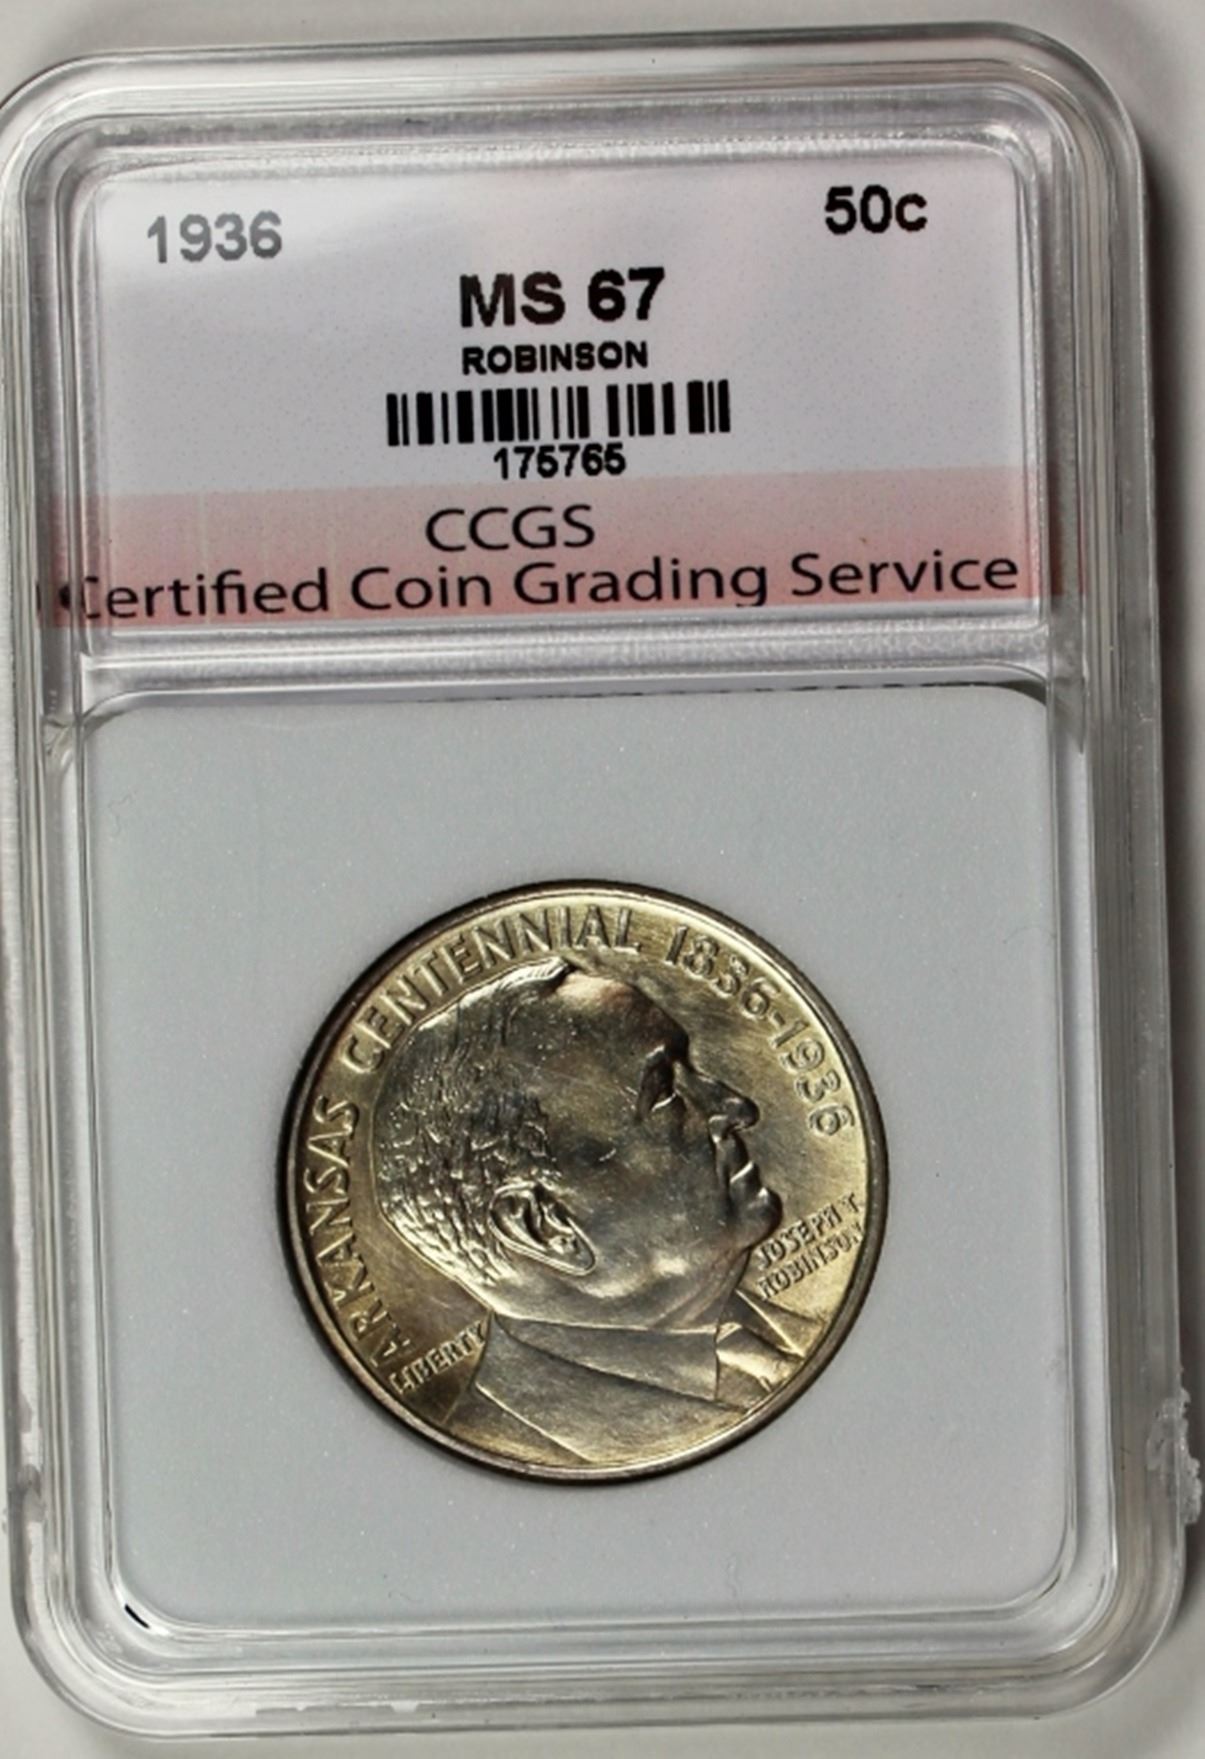 1936
50c
MS 67
ROBINSON
175765
CCGS
Certified Coin Grading Service
ARKANSAS CENTENNIAL 1836-1936
LIBERTY
JOSEPH T
ROBINSON